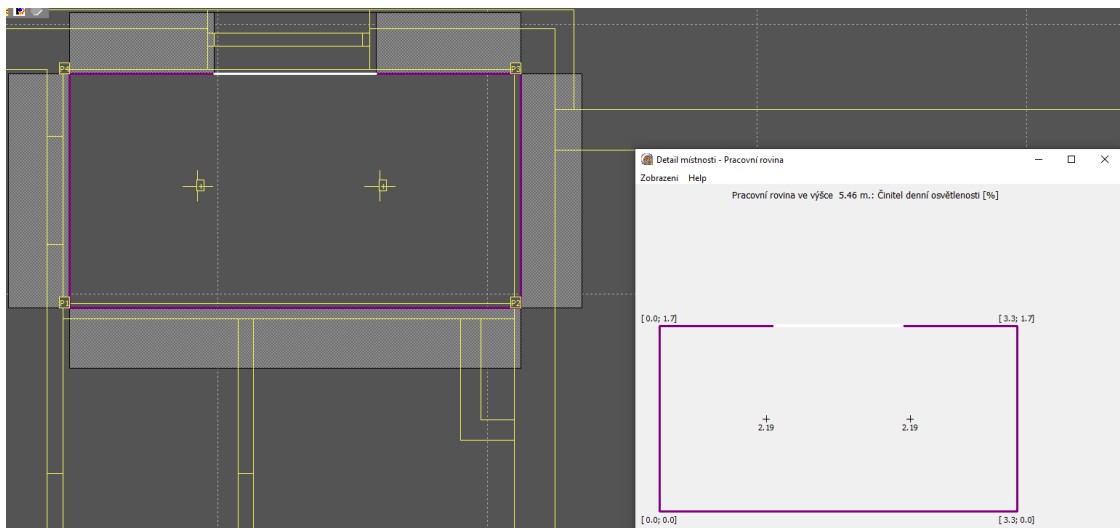 P4
P3
P1
P2
Detail místnosti - Pracovní rovina
Zobrazení Help
Pracovní rovina ve výšce 5.46 m.: Činitel denní osvětlenosti [%]
[ 0.0; 1.7]
[ 3.3; 1.7]
2.19
2.19
[ 0.0; 0.0]
[ 3.3; 0.0]